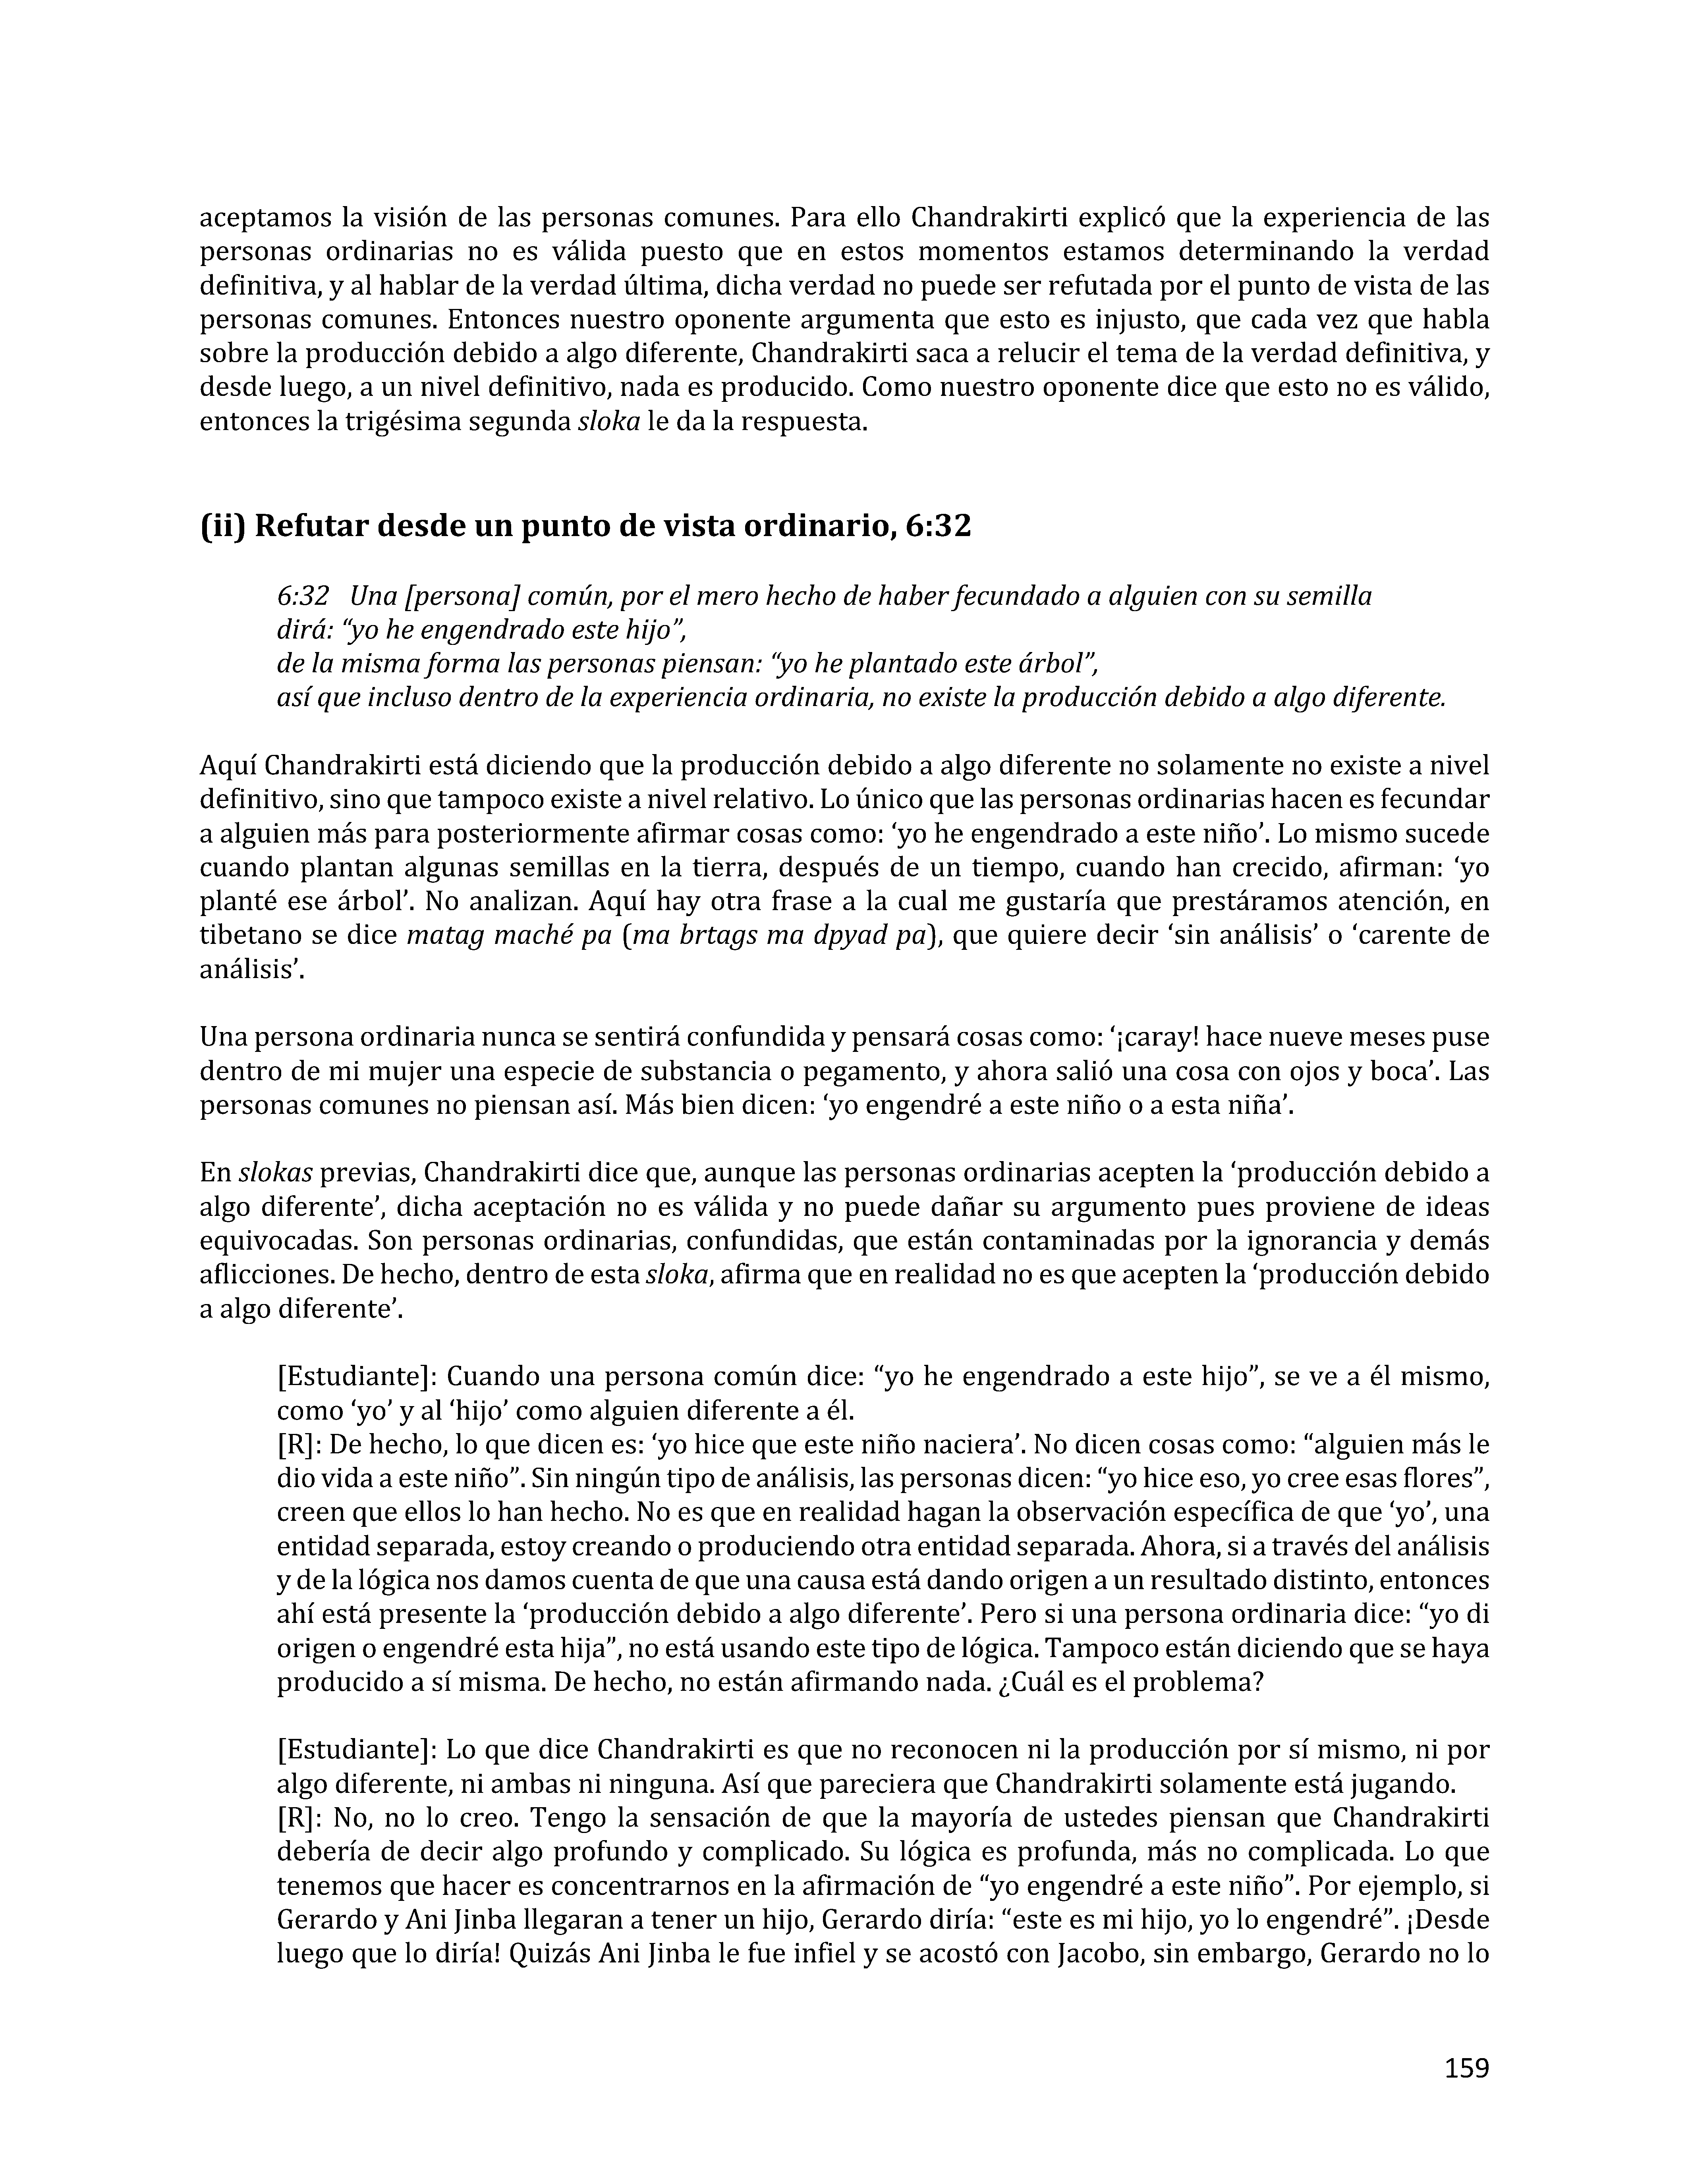 aceptamos la visión de las personas comunes. Para ello Chandrakirti explicó que la experiencia de las
personas ordinarias no es válida puesto que en estos momentos estamos determinando la verdad
definitiva, y al hablar de la verdad última, dicha verdad no puede ser refutada por el punto de vista de las
personas comunes. Entonces nuestro oponente argumenta que esto es injusto, que cada vez que habla
sobre la producción debido a algo diferente, Chandrakirti saca a relucir el tema de la verdad definitiva, y
desde luego, a un nivel definitivo, nada es producido. Como nuestro oponente dice que esto no es válido,
entonces la trigésima segunda sloka le da la respuesta.
(ii) Refutar desde un punto de vista ordinario, 6:32
6:32 Una [persona] común, por el mero hecho de haber fecundado a alguien con su semilla
dirá: “yo he engendrado este hijo”,
de la misma forma las personas piensan: “yo he plantado este árbol”,
así que incluso dentro de la experiencia ordinaria, no existe la producción debido a algo diferente.
Aquí Chandrakirti está diciendo que la producción debido a algo diferente no solamente no existe a nivel
definitivo, sino que tampoco existe a nivel relativo. Lo único que las personas ordinarias hacen es fecundar
a alguien más para posteriormente afirmar cosas como: ‘yo he engendrado a este niño’. Lo mismo sucede
cuando plantan algunas semillas en la tierra, después de un tiempo, cuando han crecido, afirman: ‘yo
planté ese árbol’. No analizan. Aquí hay otra frase a la cual me gustaría que prestáramos atención, en
tibetano se dice matag maché pa (ma brtags ma dpyad pa), que quiere decir ‘sin análisis’ o ‘carente de
análisis’.
Una persona ordinaria nunca se sentirá confundida y pensará cosas como: ‘¡caray! hace nueve meses puse
dentro de mi mujer una especie de substancia o pegamento, y ahora salió una cosa con ojos y boca’. Las
personas comunes no piensan así. Más bien dicen: ‘yo engendré a este niño o a esta niña’.
En slokas previas, Chandrakirti dice que, aunque las personas ordinarias acepten la ‘producción debido a
algo diferente’, dicha aceptación no es válida y no puede dañar su argumento pues proviene de ideas
equivocadas. Son personas ordinarias, confundidas, que están contaminadas por la ignorancia y demás
aflicciones. De hecho, dentro de esta sloka, afirma que en realidad no es que acepten la ‘producción debido
a algo diferente’.
[Estudiante]: Cuando una persona común dice: “yo he engendrado a este hijo”, se ve a él mismo,
como ‘yo’ y al ‘hijo’ como alguien diferente a él.
[R]: De hecho, lo que dicen es: ‘yo hice que este niño naciera’. No dicen cosas como: “alguien más le
dio vida a este niño”. Sin ningún tipo de análisis, las personas dicen: “yo hice eso, yo cree esas flores”,
creen que ellos lo han hecho. No es que en realidad hagan la observación específica de que ‘yo’, una
entidad separada, estoy creando o produciendo otra entidad separada. Ahora, si a través del análisis
y de la lógica nos damos cuenta de que una causa está dando origen a un resultado distinto, entonces
ahí está presente la ‘producción debido a algo diferente’. Pero si una persona ordinaria dice: “yo di
origen o engendré esta hija”, no está usando este tipo de lógica. Tampoco están diciendo que se haya
producido a sí misma. De hecho, no están afirmando nada. ¿Cuál es el problema?
[Estudiante]: Lo que dice Chandrakirti es que no reconocen ni la producción por sí mismo, ni por
algo diferente, ni ambas ni ninguna. Así que pareciera que Chandrakirti solamente está jugando.
[R]: No, no lo creo. Tengo la sensación de que la mayoría de ustedes piensan que Chandrakirti
debería de decir algo profundo y complicado. Su lógica es profunda, más no complicada. Lo que
tenemos que hacer es concentrarnos en la afirmación de “yo engendré a este niño”. Por ejemplo, si
Gerardo y Ani Jinba llegaran a tener un hijo, Gerardo diría: “este es mi hijo, yo lo engendré”. ¡Desde
luego que lo diría! Quizás Ani Jinba le fue infiel y se acostó con Jacobo, sin embargo, Gerardo no lo
159